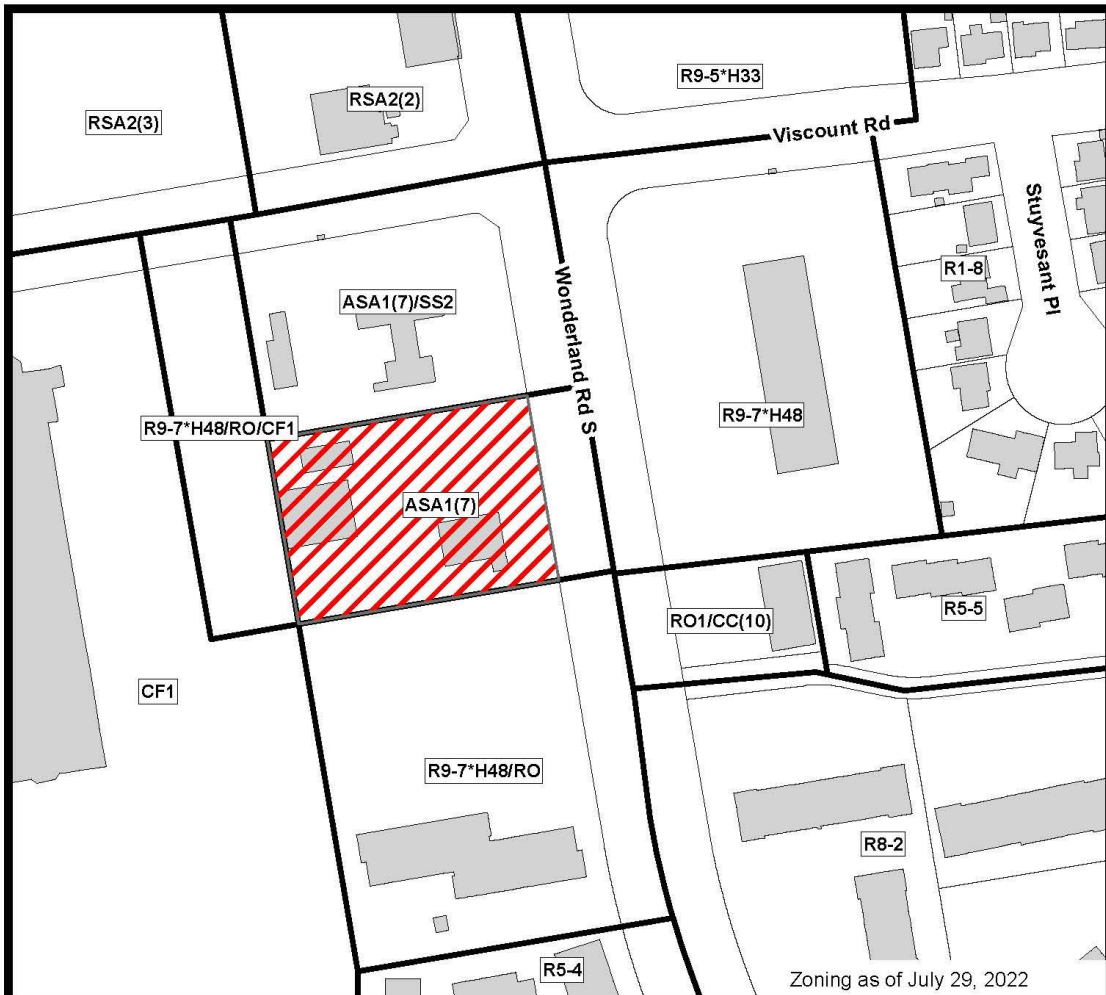 R9-5*H33
RSA2(2)
RSA2(3)
Viscount Rd
Stuyvesant Pl
R1-8
ASA1(7)/SS2
Wonderland Rd S
R9-7*H48
R9-7*H48/RO/CF1
ASA1(7)
R5-5
RO1/CC(10)
CF1
R9-7*H48/RO
R8-2
R5-4
Zoning as of July 29, 2022